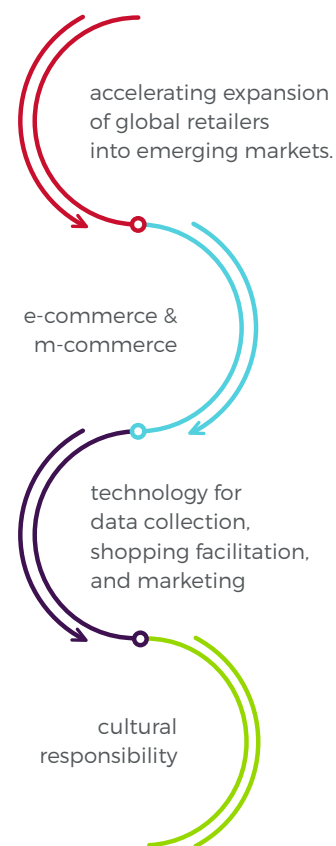 accelerating expansion
of global retailers
into emerging markets.
e-commerce &
m-commerce
technology for
data collection,
shopping facilitation,
and marketing
cultural
responsibility